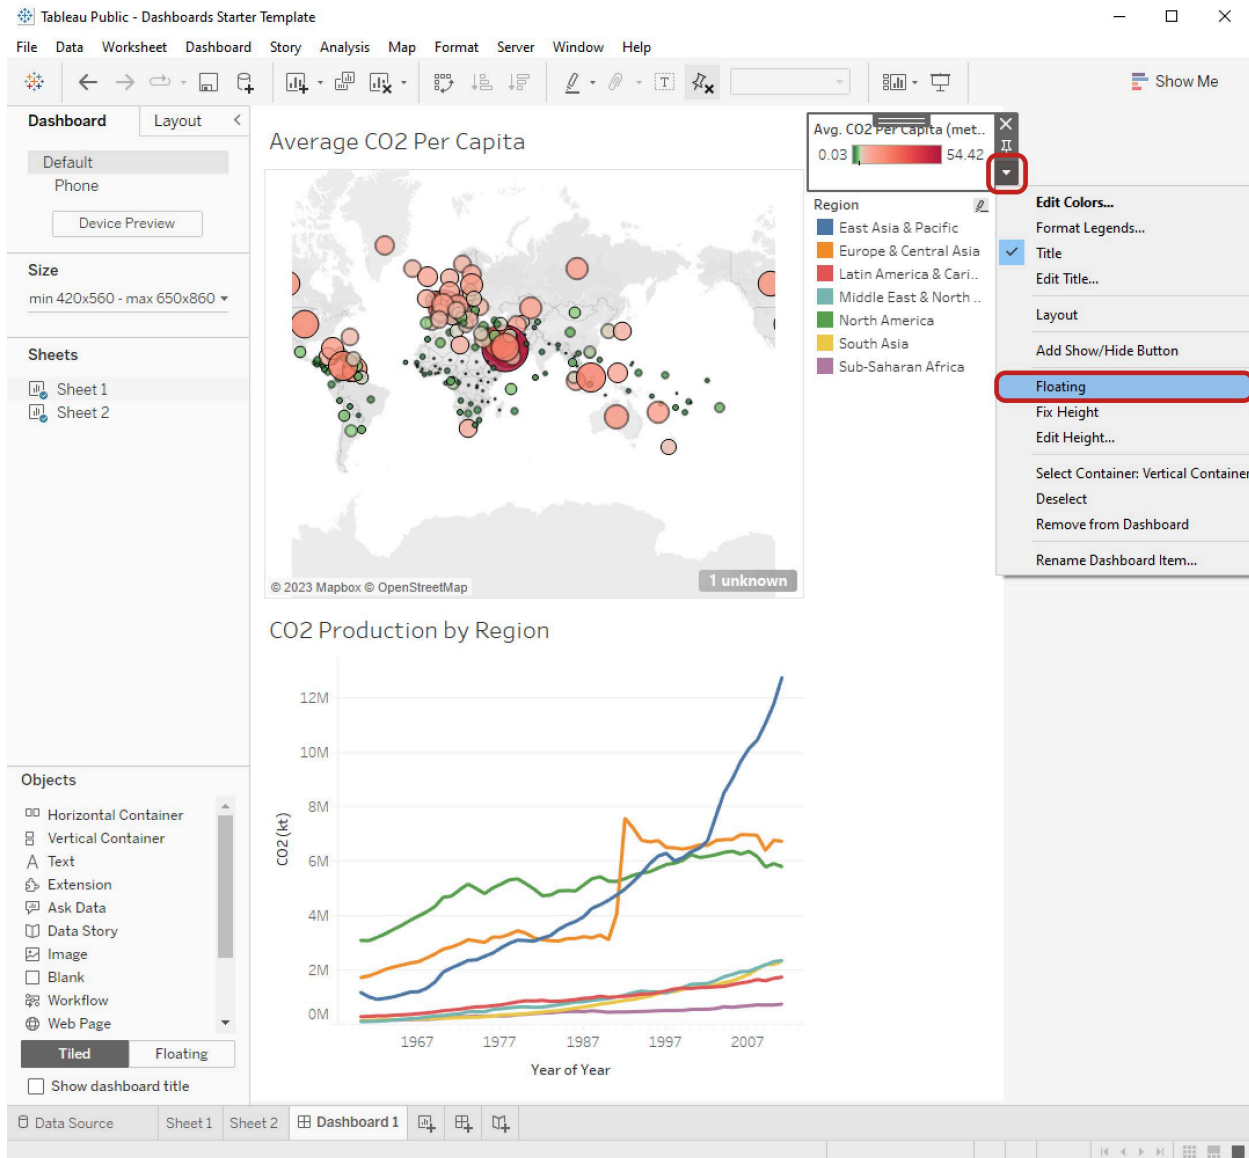 Tableau Public - Dashboards Starter Template
File Data Worksheet Dashboard Story Analysis Map Format Server Window Help
Show Me
Dashboard Layout
Default
Phone
Device Preview
Size
min 420x560 - max 650x860
Sheets
Sheet 1
Sheet 2
Objects
Horizontal Container
Vertical Container
Text
Extension
Ask Data
Data Story
Image
Blank
Workflow
Web Page
Tiled Floating
Show dashboard title
Average CO2 Per Capita
© 2023 Mapbox © OpenStreetMap
1 unknown
CO2 Production by Region
12M
10M
8M
6M
4M
2M
0M
CO2 (kt)
1967 1977 1987 1997 2007
Year of Year
Avg. CO2 Per Capita (met..
0.03 54.42
Region
East Asia & Pacific
Europe & Central Asia
Latin America & Cari..
Middle East & North ..
North America
South Asia
Sub-Saharan Africa
Edit Colors...
Format Legends...
Title
Edit Title...
Layout
Add Show/Hide Button
Floating
Fix Height
Edit Height...
Select Container: Vertical Container
Deselect
Remove from Dashboard
Rename Dashboard Item...
Data Source Sheet 1 Sheet 2 Dashboard 1